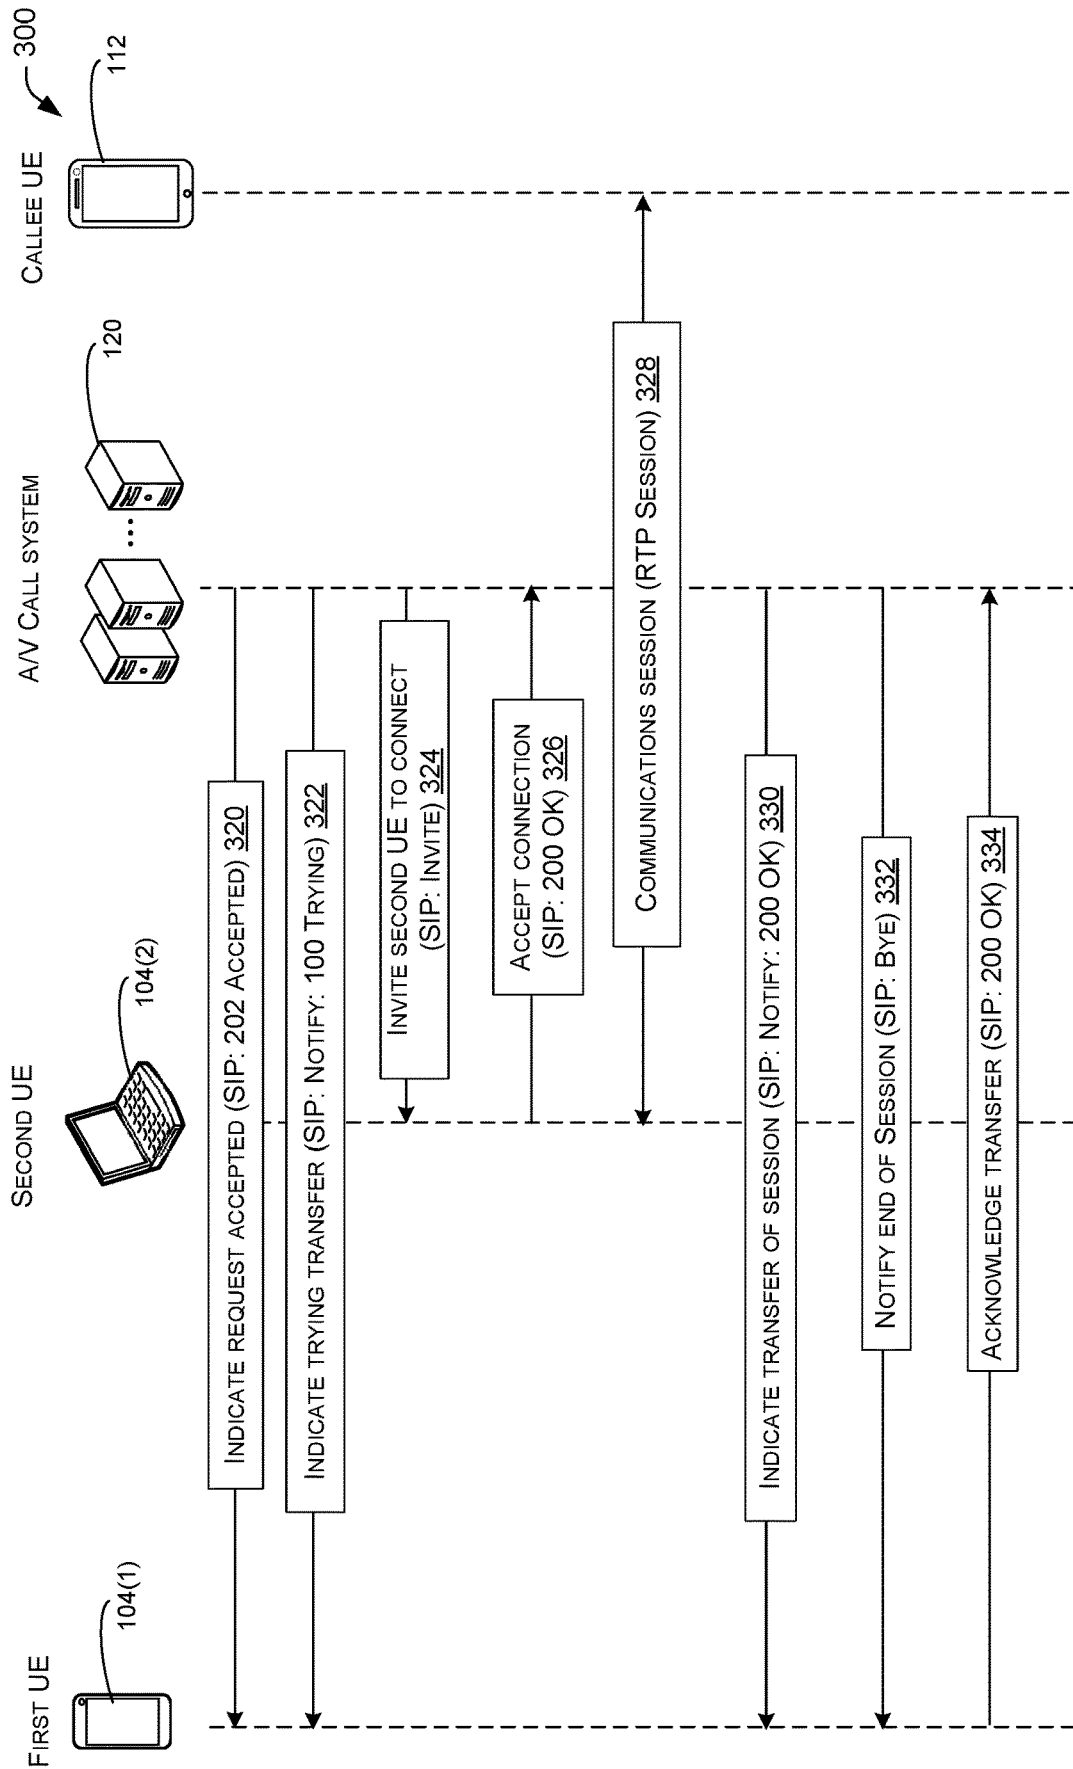 300
FIRST UE
SECOND UE
A/V CALL SYSTEM
CALLEE UE
104(1)
104(2)
120
112
INDICATE REQUEST ACCEPTED (SIP: 202 ACCEPTED) 320
INDICATE TRYING TRANSFER (SIP: NOTIFY: 100 TRYING) 322
INVITE SECOND UE TO CONNECT
(SIP: INVITE) 324
ACCEPT CONNECTION
(SIP: 200 OK) 326
COMMUNICATIONS SESSION (RTP SESSION) 328
INDICATE TRANSFER OF SESSION (SIP: NOTIFY: 200 OK) 330
NOTIFY END OF SESSION (SIP: BYE) 332
ACKNOWLEDGE TRANSFER (SIP: 200 OK) 334